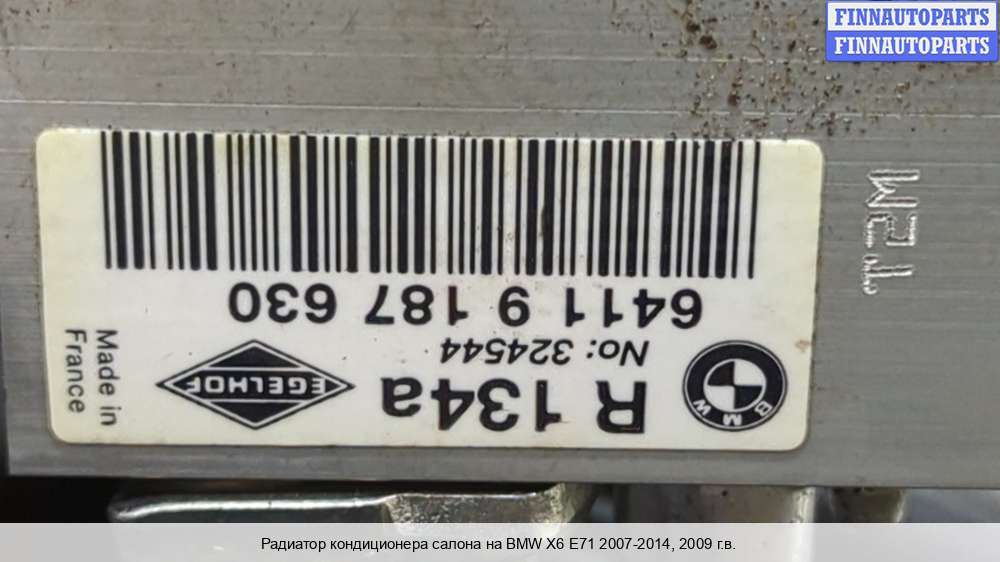 FINNAUTOPARTS
FINNAUTOPARTS
R 134a
No: 324544
6411 9 187 630
BMW
EGELHOF
Made in
France
Радиатор кондиционера салона на BMW X6 E71 2007-2014, 2009 г.в.